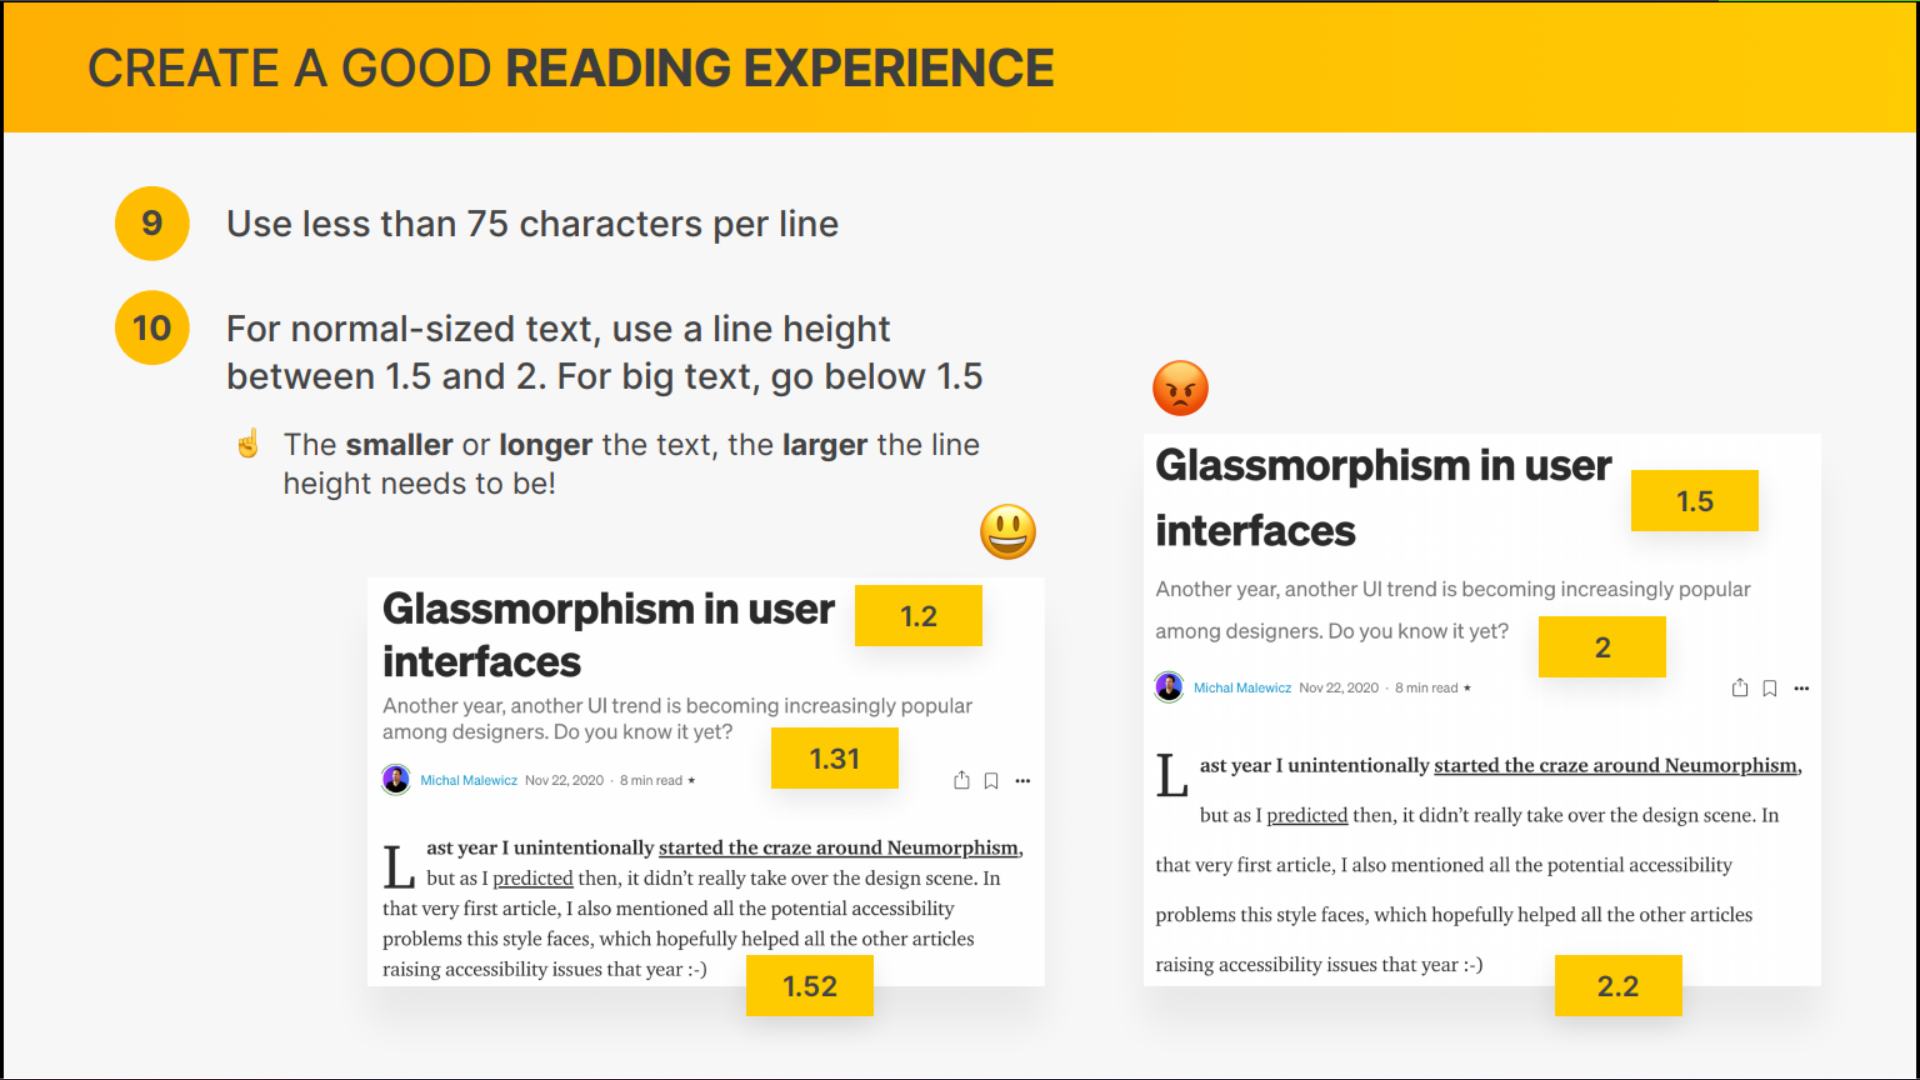 CREATE A GOOD READING EXPERIENCE
9
Use less than 75 characters per line
10
For normal-sized text, use a line height
between 1.5 and 2. For big text, go below 1.5
☝ The smaller or longer the text, the larger the line
height needs to be!
Glassmorphism in user
interfaces
1.2
Another year, another UI trend is becoming increasingly popular
among designers. Do you know it yet?
1.31
Michal Malewicz Nov 22, 2020 · 8 min read ★
Last year I unintentionally started the craze around Neumorphism,
but as I predicted then, it didn’t really take over the design scene. In
that very first article, I also mentioned all the potential accessibility
problems this style faces, which hopefully helped all the other articles
raising accessibility issues that year :-)
1.52
Glassmorphism in user
interfaces
1.5
Another year, another UI trend is becoming increasingly popular
among designers. Do you know it yet?
2
Michal Malewicz Nov 22, 2020 · 8 min read ★
Last year I unintentionally started the craze around Neumorphism,
but as I predicted then, it didn’t really take over the design scene. In
that very first article, I also mentioned all the potential accessibility
problems this style faces, which hopefully helped all the other articles
raising accessibility issues that year :-)
2.2